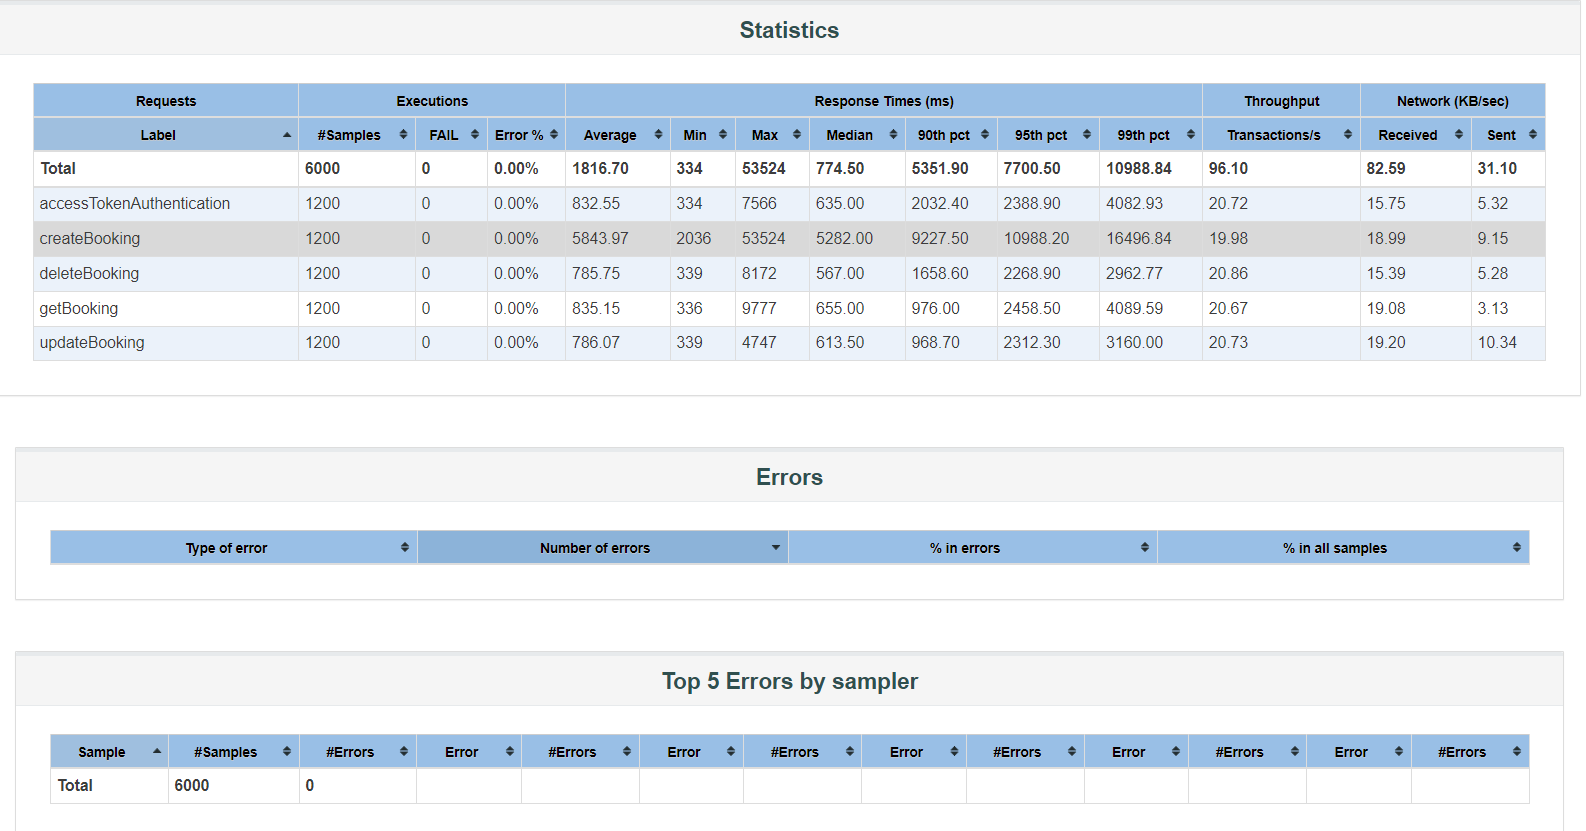 Statistics
Requests Executions Response Times (ms) Throughput Network (KB/sec)
Label #Samples FAIL Error % Average Min Max Median 90th pct 95th pct 99th pct Transactions/s Received Sent
Total 6000 0 0.00% 1816.70 334 53524 774.50 5351.90 7700.50 10988.84 96.10 82.59 31.10
accessTokenAuthentication 1200 0 0.00% 832.55 334 7566 635.00 2032.40 2388.90 4082.93 20.72 15.75 5.32
createBooking 1200 0 0.00% 5843.97 2036 53524 5282.00 9227.50 10988.20 16496.84 19.98 18.99 9.15
deleteBooking 1200 0 0.00% 785.75 339 8172 567.00 1658.60 2268.90 2962.77 20.86 15.39 5.28
getBooking 1200 0 0.00% 835.15 336 9777 655.00 976.00 2458.50 4089.59 20.67 19.08 3.13
updateBooking 1200 0 0.00% 786.07 339 4747 613.50 968.70 2312.30 3160.00 20.73 19.20 10.34
Errors
Type of error Number of errors % in errors % in all samples
Top 5 Errors by sampler
Sample #Samples #Errors Error #Errors Error #Errors Error #Errors Error #Errors Error #Errors
Total 6000 0